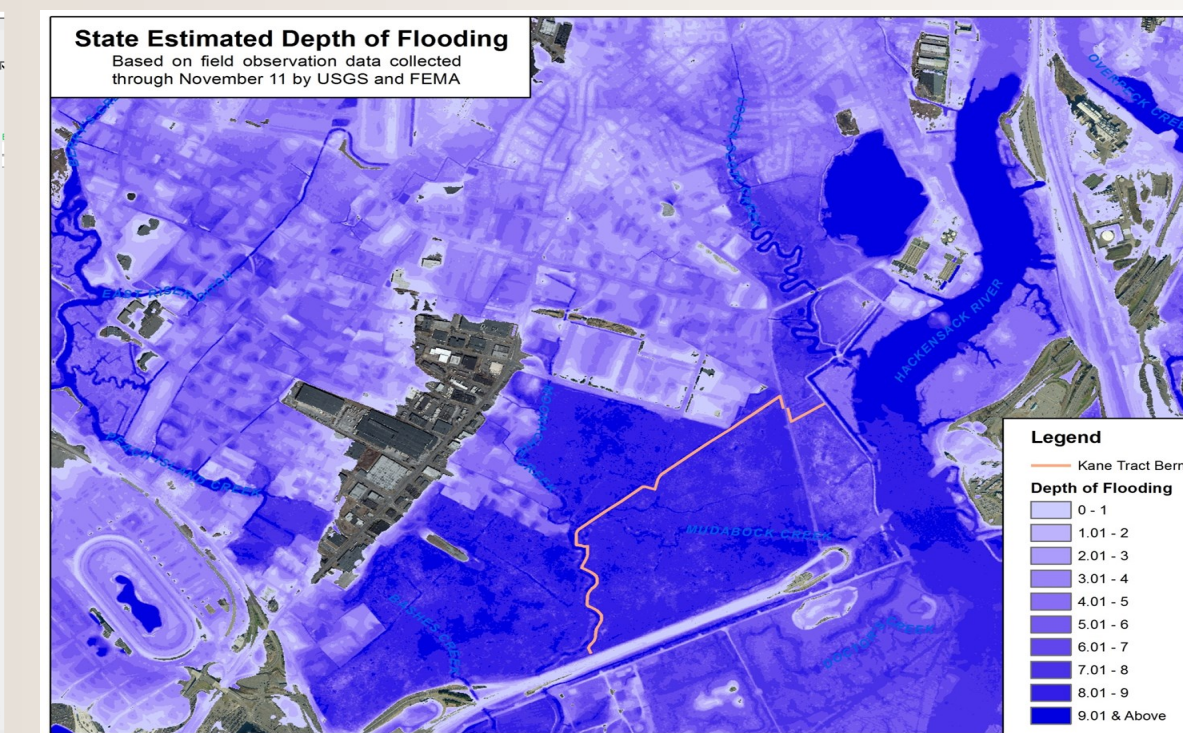 State Estimated Depth of Flooding
Based on field observation data collected
through November 11 by USGS and FEMA
HACKENSACK RIVER
MUDABOCK CREEK
Legend
Kane Tract Berm
Depth of Flooding
0 - 1
1.01 - 2
2.01 - 3
3.01 - 4
4.01 - 5
5.01 - 6
6.01 - 7
7.01 - 8
8.01 - 9
9.01 & Above